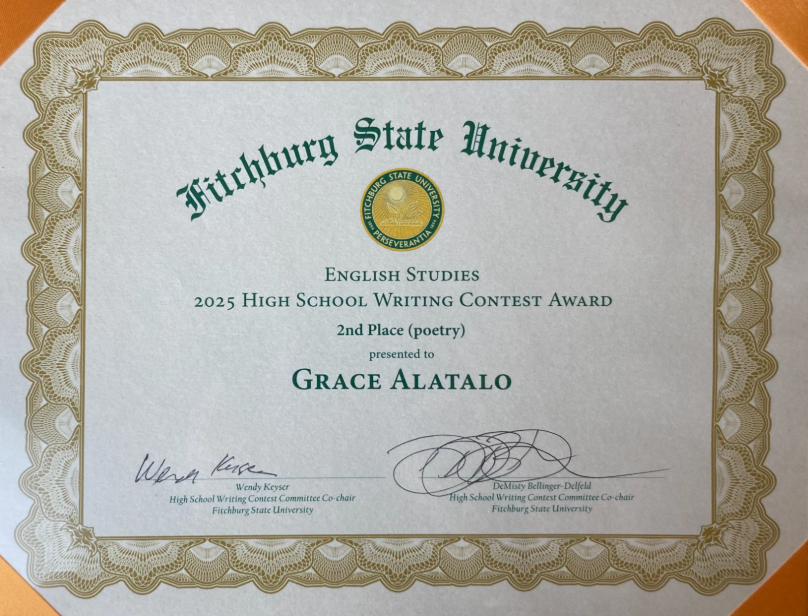 Fitchburg State University
FITCHBURG STATE UNIVERSITY
PERSEVERANTIA
ENGLISH STUDIES
2025 HIGH SCHOOL WRITING CONTEST AWARD
2nd Place (poetry)
presented to
GRACE ALATALO
Wendy Keyser
Wendy Keyser
DeMisty Bellinger-Delfeld
High School Writing Contest Committee Co-chair
High School Writing Contest Committee Co-chair
Fitchburg State University
Fitchburg State University